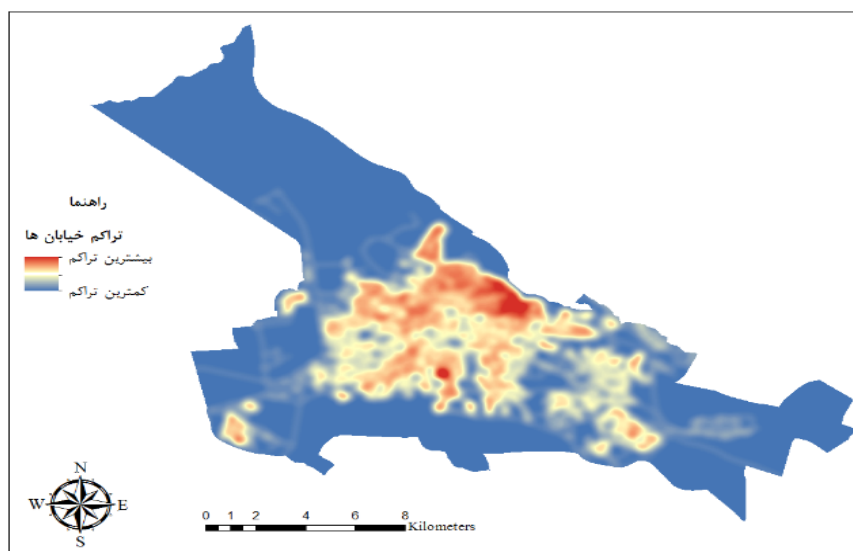 راهنما
تراکم خیابان ها
بیشترین تراکم
کمترین تراکم
N
W E
S
0 1 2 4 6 8
Kilometers